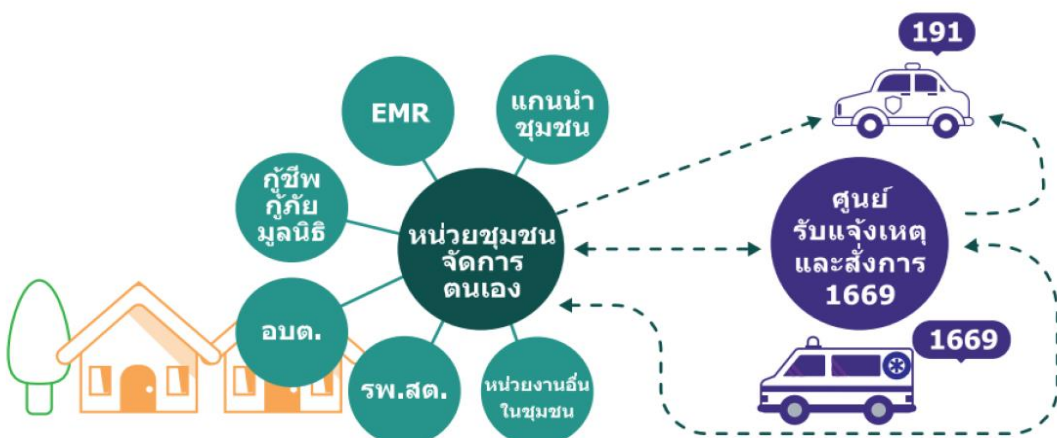 191
EMR
แกนนำ
ชุมชน
กู้ชีพ
กู้ภัย
มูลนิธิ
หน่วยชุมชน
จัดการ
ตนเอง
ศูนย์
รับแจ้งเหตุ
และสั่งการ
1669
อบต.
รพ.สต.
หน่วยงานอื่น
ในชุมชน
1669